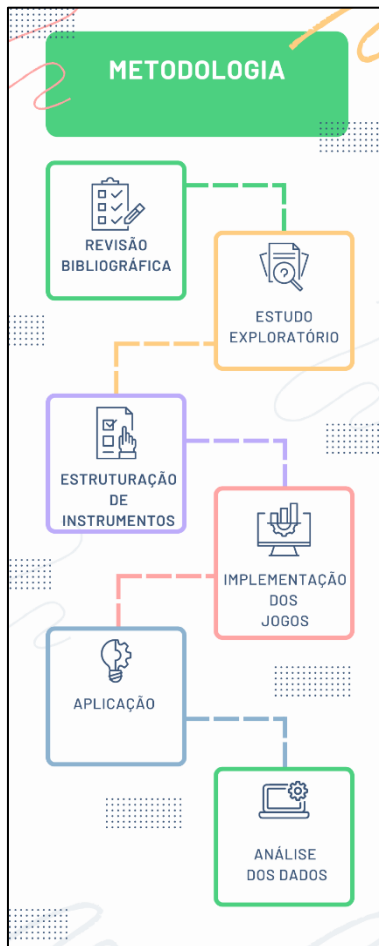 METODOLOGIA
REVISÃO
BIBLIOGRÁFICA
ESTUDO
EXPLORATÓRIO
ESTRUTURAÇÃO
DE
INSTRUMENTOS
IMPLEMENTAÇÃO
DOS
JOGOS
APLICAÇÃO
ANÁLISE
DOS DADOS